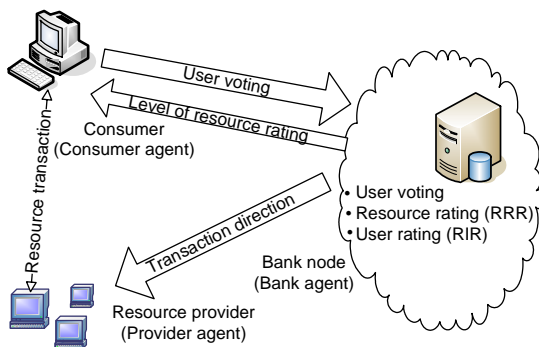 User voting
Level of resource rating
Consumer
(Consumer agent)
Resource transaction
• User voting
• Resource rating (RRR)
• User rating (RIR)
Transaction direction
Bank node
(Bank agent)
Resource provider
(Provider agent)